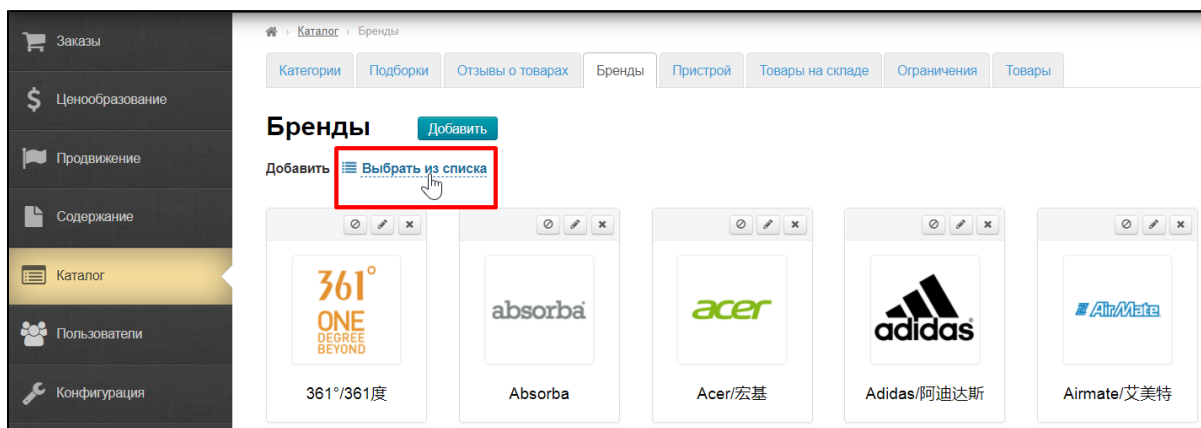 Заказы
Ценообразование
Продвижение
Содержание
Каталог
Пользователи
Конфигурация
Каталог › Бренды
Категории Подборки Отзывы о товарах Бренды Пристрой Товары на складе Ограничения Товары
Бренды Добавить
Добавить Выбрать из списка
361°
ONE
DEGREE
BEYOND
absorba
acer
adidas
AirMate
361°/361度 Absorba Acer/宏基 Adidas/阿迪达斯 Airmate/艾美特